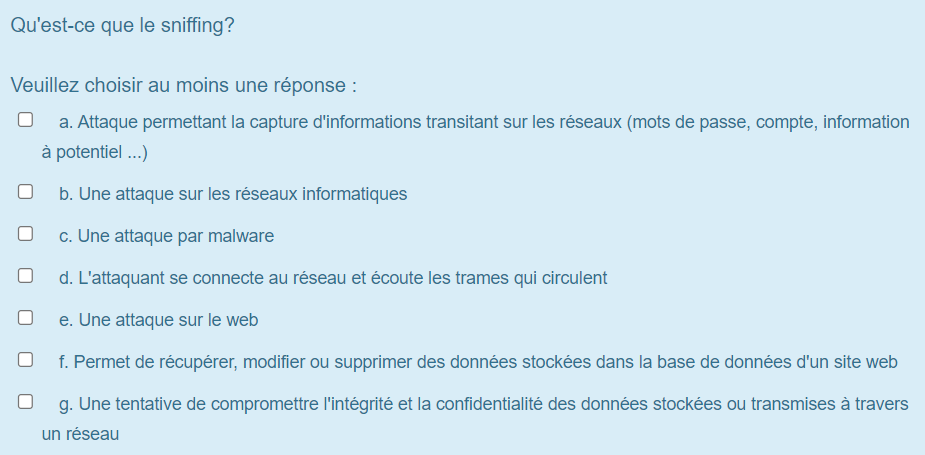 Qu'est-ce que le sniffing?
Veuillez choisir au moins une réponse :
a. Attaque permettant la capture d'informations transitant sur les réseaux (mots de passe, compte, information
à potentiel ...)
b. Une attaque sur les réseaux informatiques
c. Une attaque par malware
d. L'attaquant se connecte au réseau et écoute les trames qui circulent
e. Une attaque sur le web
f. Permet de récupérer, modifier ou supprimer des données stockées dans la base de données d'un site web
g. Une tentative de compromettre l'intégrité et la confidentialité des données stockées ou transmises à travers
un réseau